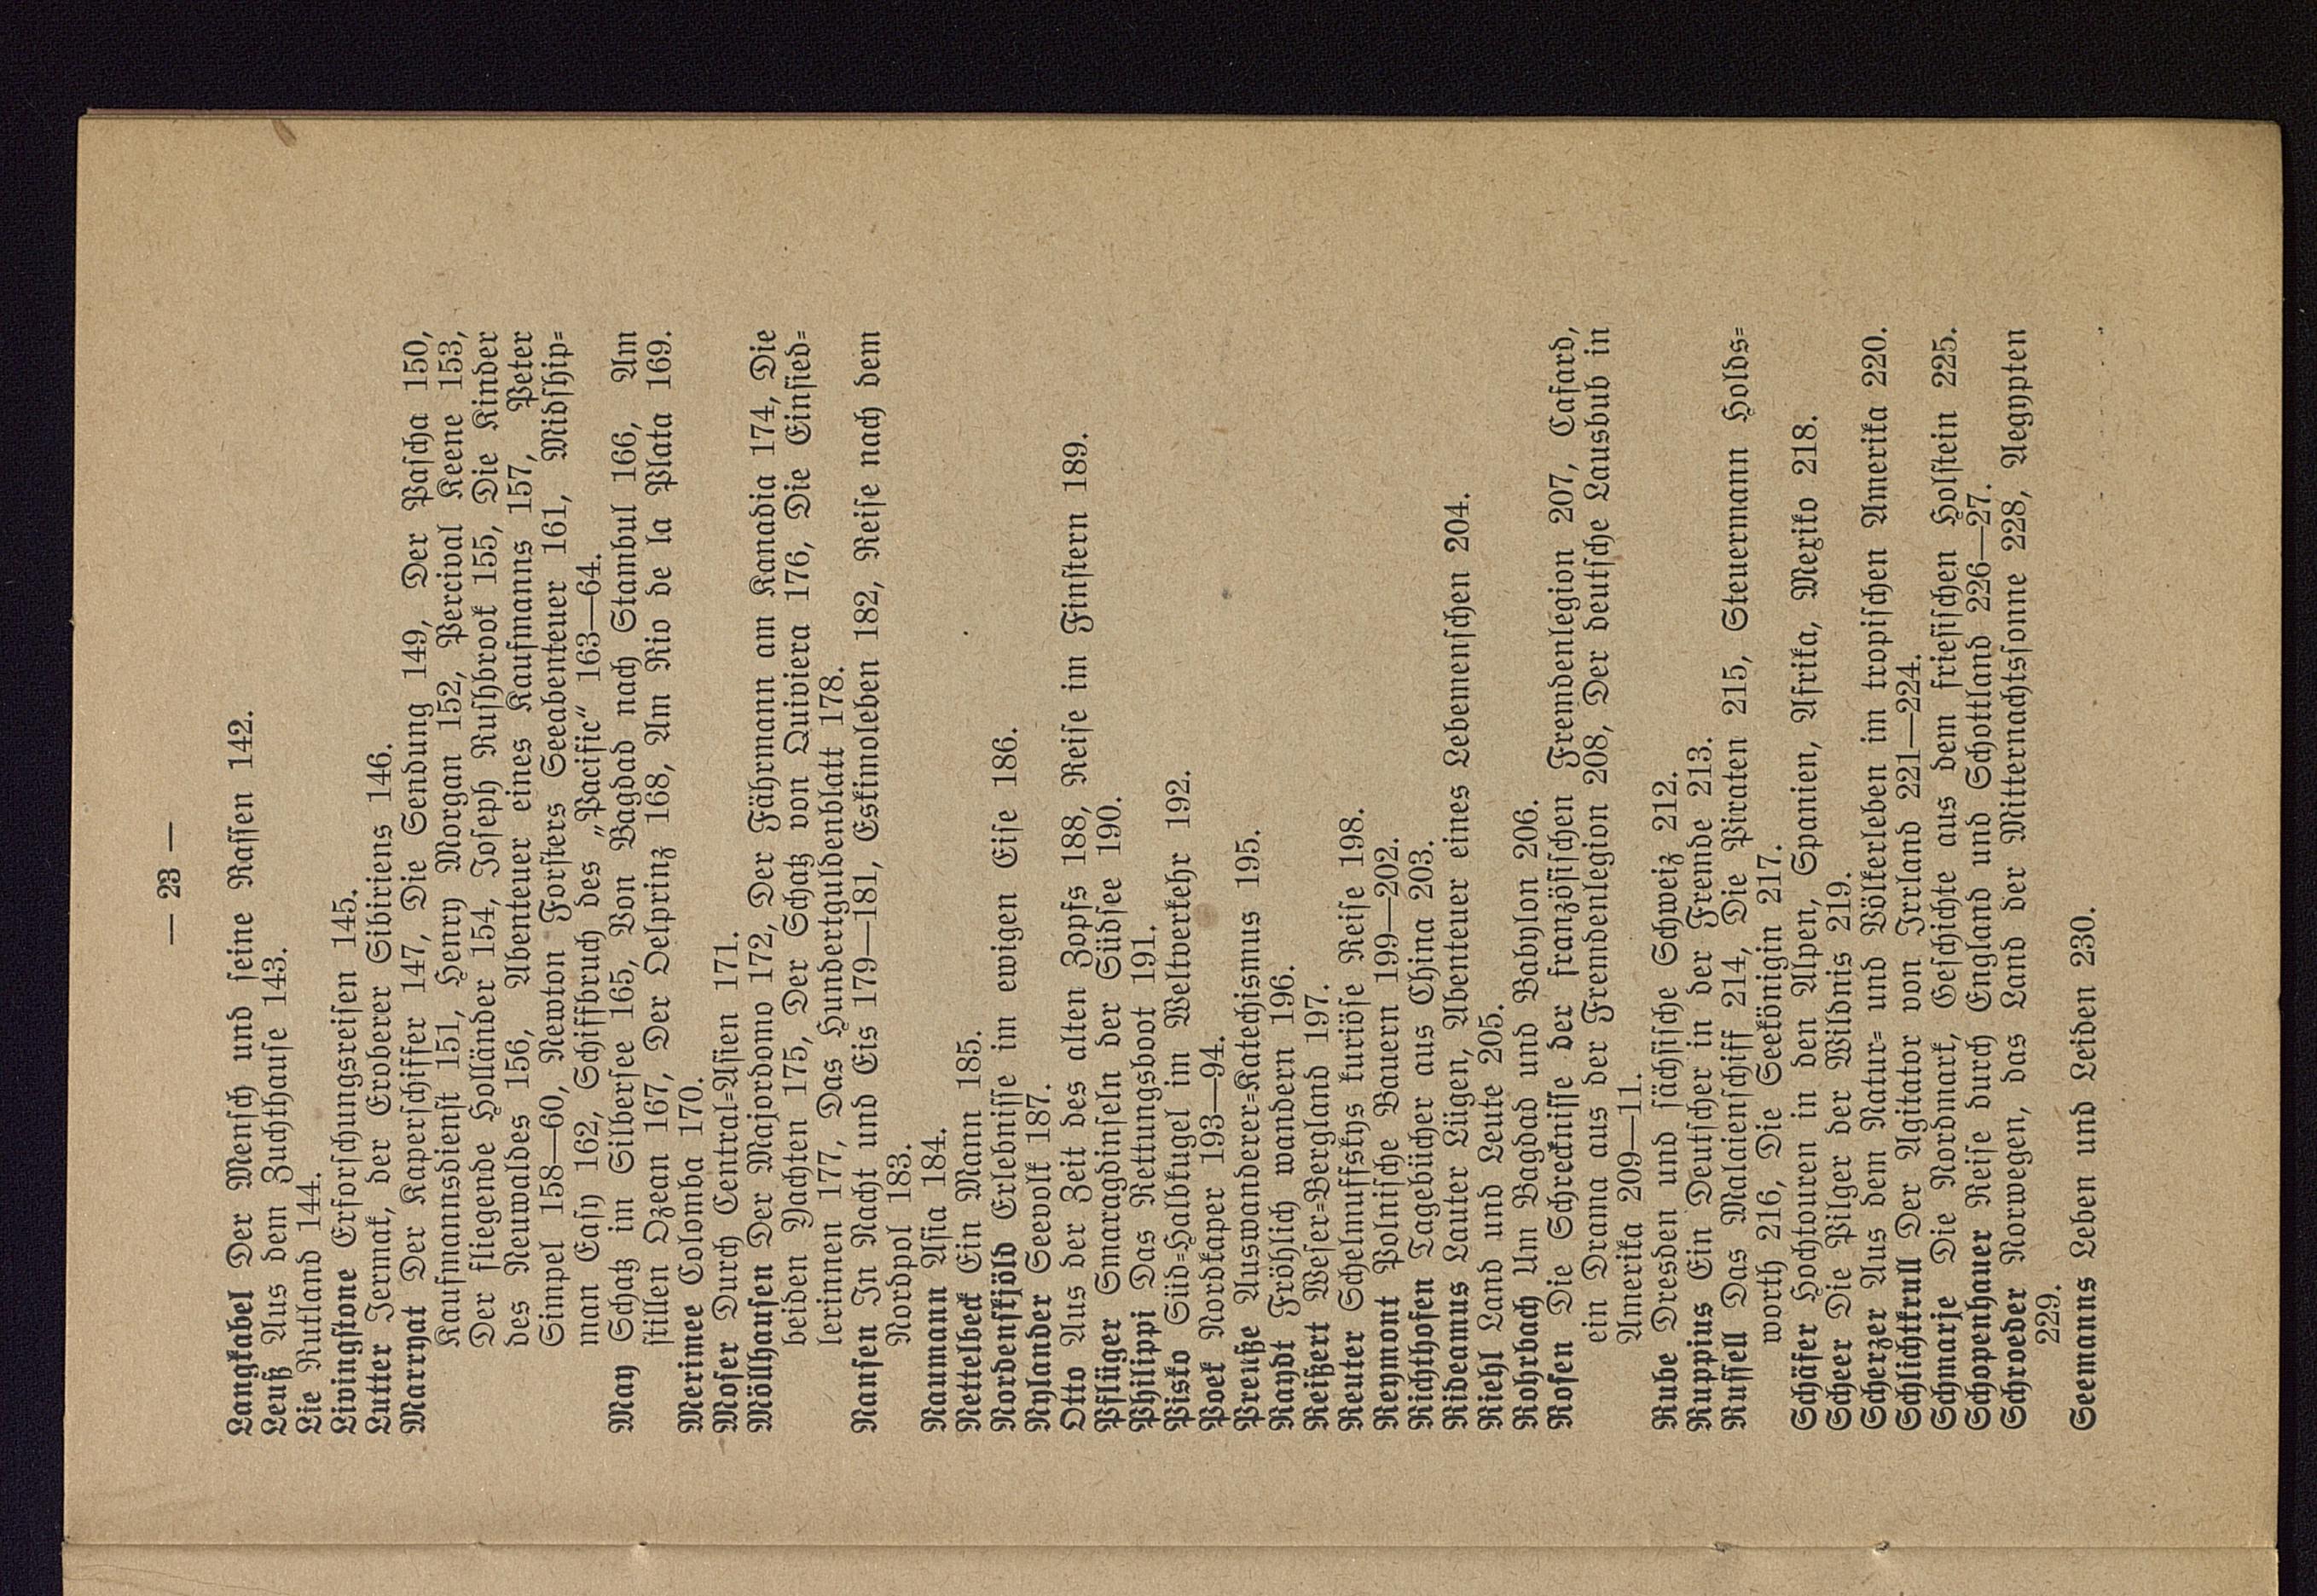 — 23 —
Langkabel Der Mensch und seine Rassen 142.
Leuß Aus dem Zuchthause 143.
Lie Rutland 144.
Livingstone Erforschungsreisen 145.
Lutter Jermak, der Eroberer Sibiriens 146.
Marryat Der Kaperschiffer 147, Die Sendung 149, Der Pascha 150,
Kaufmannsdienst 151, Henry Morgan 152, Percival Keene 153,
Der fliegende Holländer 154, Joseph Rushbrook 155, Die Kinder
des Neuwaldes 156, Abenteuer eines Kaufmanns 157, Peter
Simpel 158—60, Newton Forsters Seeabenteuer 161, Midship=
man Easy 162, Schiffbruch des „Pacific“ 163—64.
May Schatz im Silbersee 165, Von Bagdad nach Stambul 166, Am
stillen Ozean 167, Der Oelprinz 168, Am Rio de la Plata 169.
Merimee Colomba 170.
Moser Durch Central=Asien 171.
Möllhausen Der Majordomo 172, Der Fährmann am Kanadia 174, Die
beiden Yachten 175, Der Schatz von Quiviera 176, Die Einsied=
lerinnen 177, Das Hundertguldenblatt 178.
Nansen In Nacht und Eis 179—181, Eskimoleben 182, Reise nach dem
Nordpol 183.
Naumann Asia 184.
Nettelbeck Ein Mann 185.
Nordenskjöld Erlebnisse im ewigen Eise 186.
Nylander Seevolk 187.
Otto Aus der Zeit des alten Zopfs 188, Reise im Finstern 189.
Pflüger Smaragdinseln der Südsee 190.
Philippi Das Rettungsboot 191.
Pisko Süd=Halbkugel im Weltverkehr 192.
Poek Nordkaper 193—94.
Preuße Auswanderer=Katechismus 195.
Raydt Fröhlich wandern 196.
Reißert Weser=Bergland 197.
Reuter Schelmuffskys kuriöse Reise 198.
Reymont Polnische Bauern 199—202.
Richthofen Tagebücher aus China 203.
Rideamus Lauter Lügen, Abenteuer eines Lebemenschen 204.
Riehl Land und Leute 205.
Rohrbach Um Bagdad und Babylon 206.
Rosen Die Schrecknisse der französischen Fremdenlegion 207, Cafard,
ein Drama aus der Fremdenlegion 208, Der deutsche Lausbub in
Amerika 209—11.
Rube Dresden und sächsische Schweiz 212.
Ruppius Ein Deutscher in der Fremde 213.
Russell Das Malaienschiff 214, Die Piraten 215, Steuermann Holds=
worth 216, Die Seekönigin 217.
Schäfer Hochtouren in den Alpen, Spanien, Afrika, Mexiko 218.
Scheer Die Pilger der Wildnis 219.
Scherzer Aus dem Natur= und Völkerleben im tropischen Amerika 220.
Schlichtkrull Der Agitator von Irrland 221—224.
Schmarje Die Nordmark, Geschichte aus dem friesischen Holstein 225.
Schopenhauer Reise durch England und Schottland 226—27.
Schroeder Norwegen, das Land der Mitternachtssonne 228, Aegypten
229.
Seemanns Leben und Leiden 230.